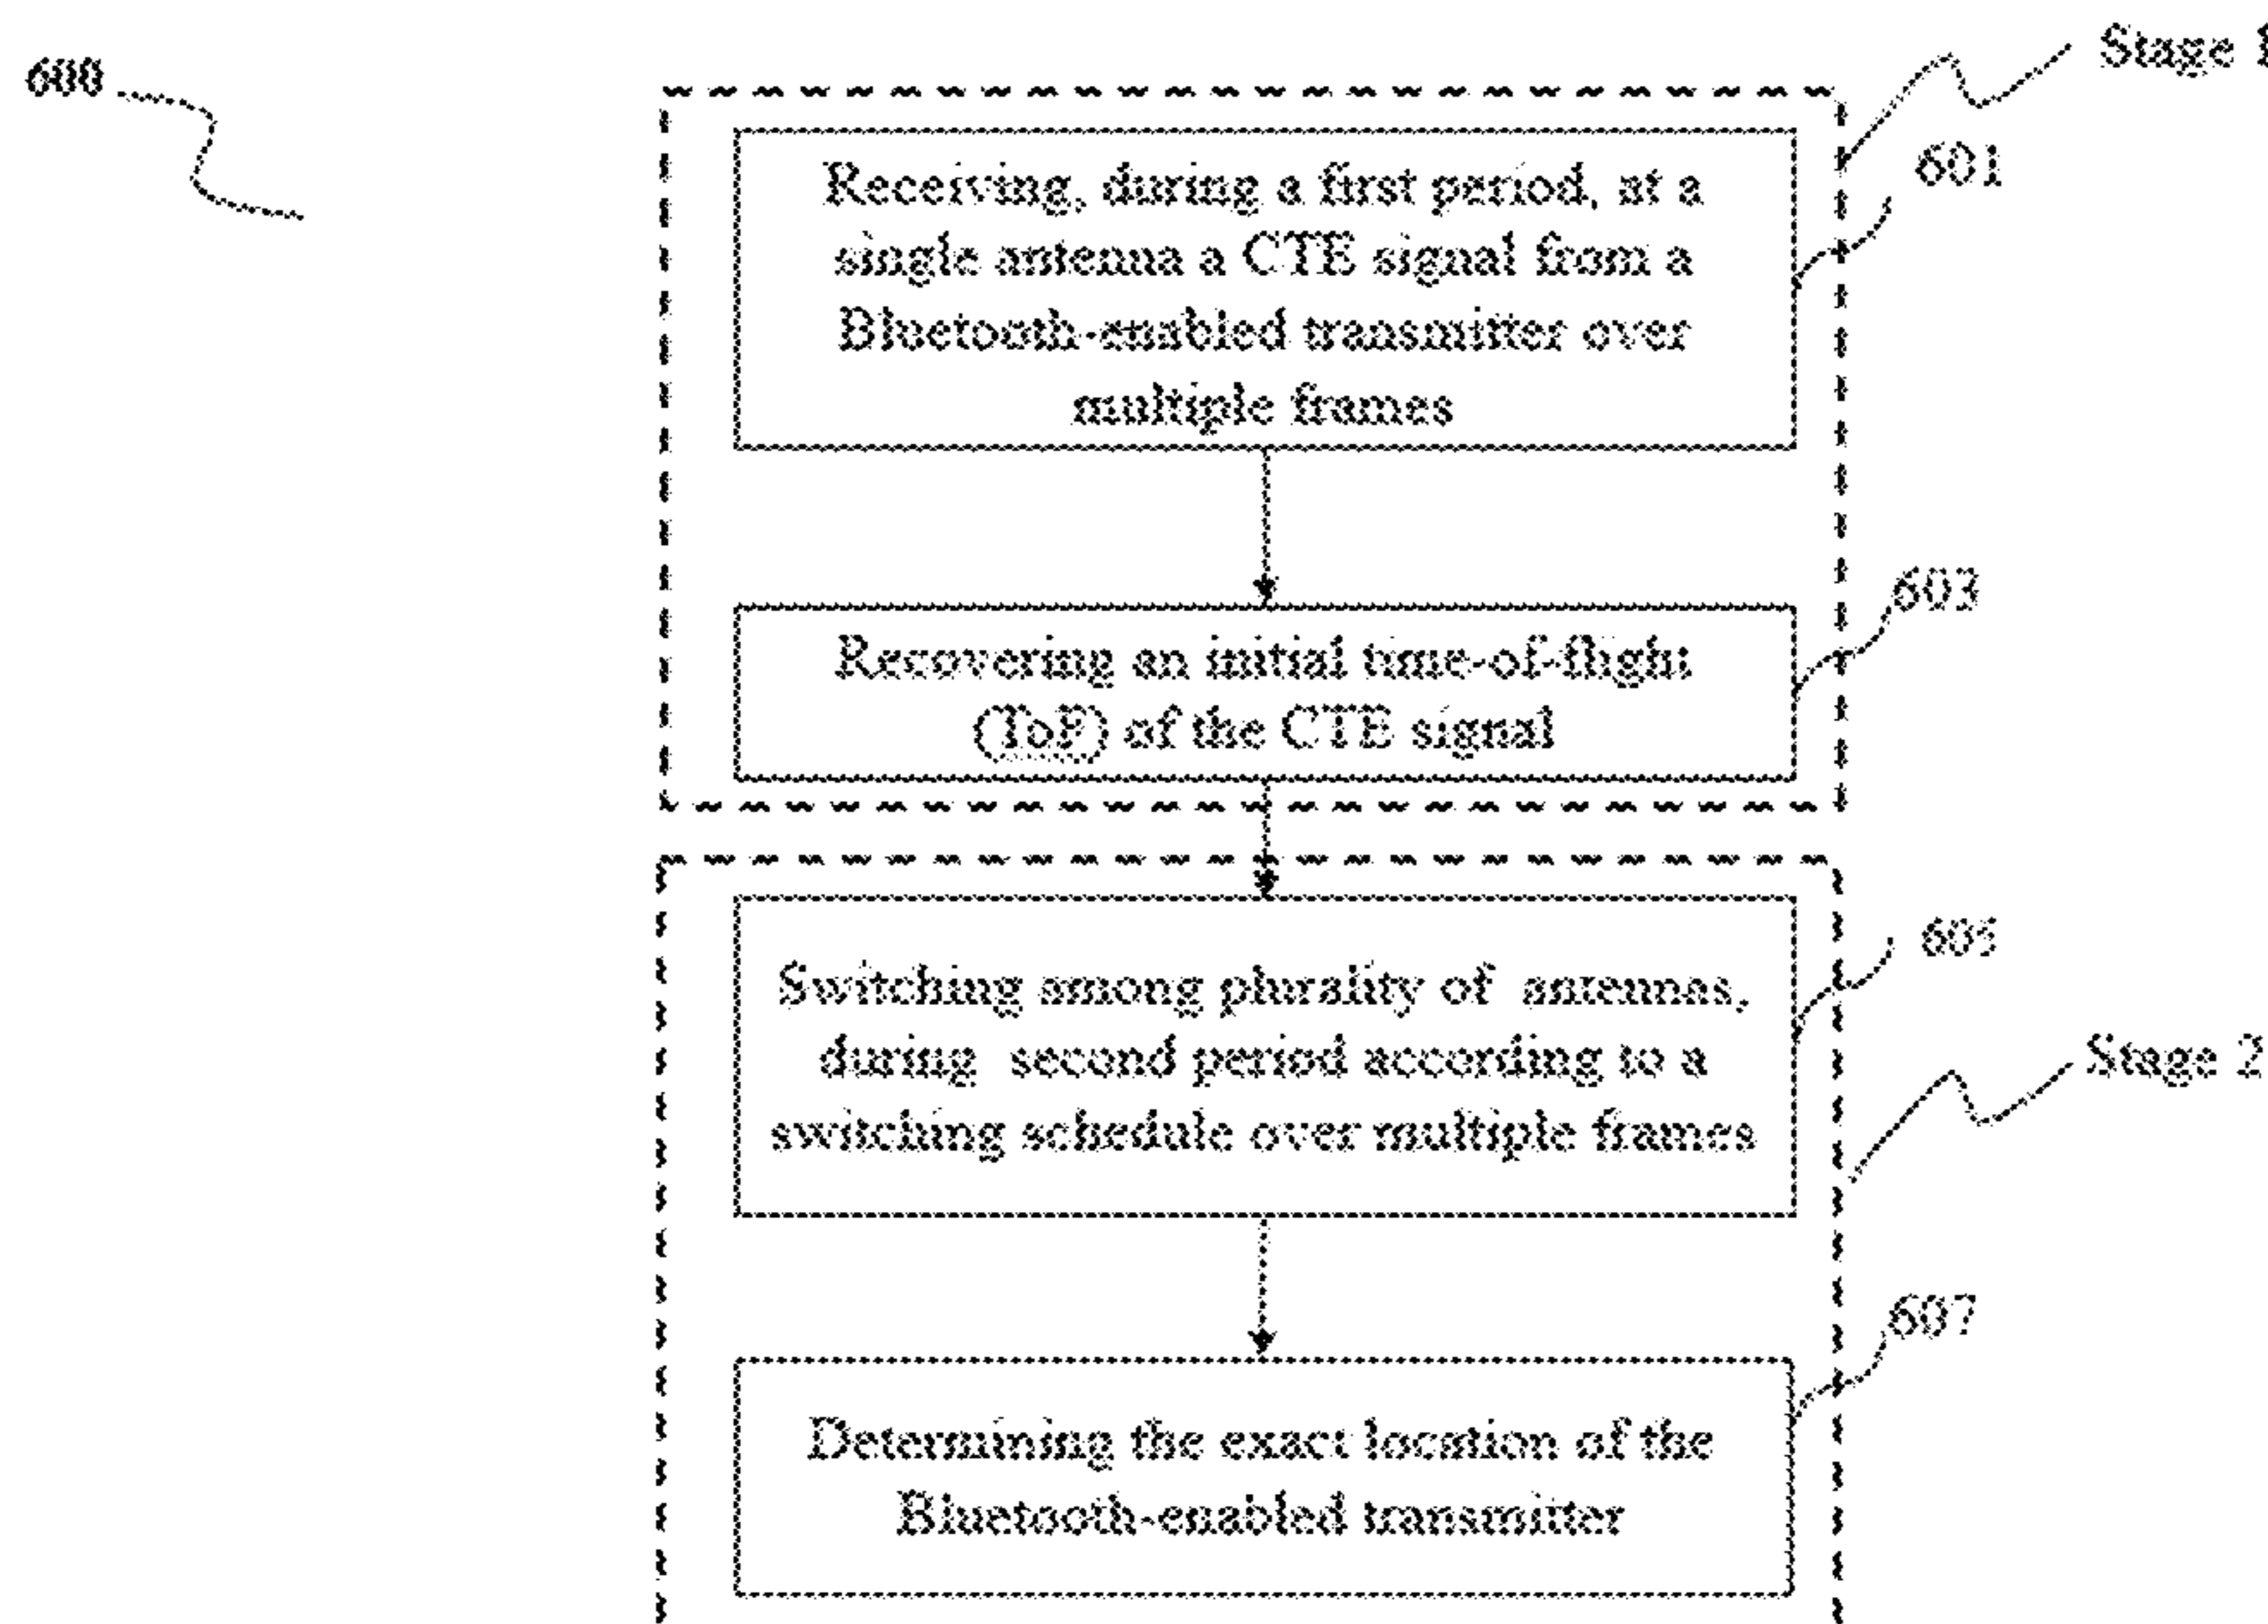 600
Stage 1
601
Receiving, during a first period, at a
single antenna a CTE signal from a
Bluetooth-enabled transmitter over
multiple frames
603
Recovering an initial time-of-flight
(ToF) of the CTE signal
605
Switching among plurality of antennas,
during second period according to a
switching schedule over multiple frames
Stage 2
607
Determining the exact location of the
Bluetooth-enabled transmitter